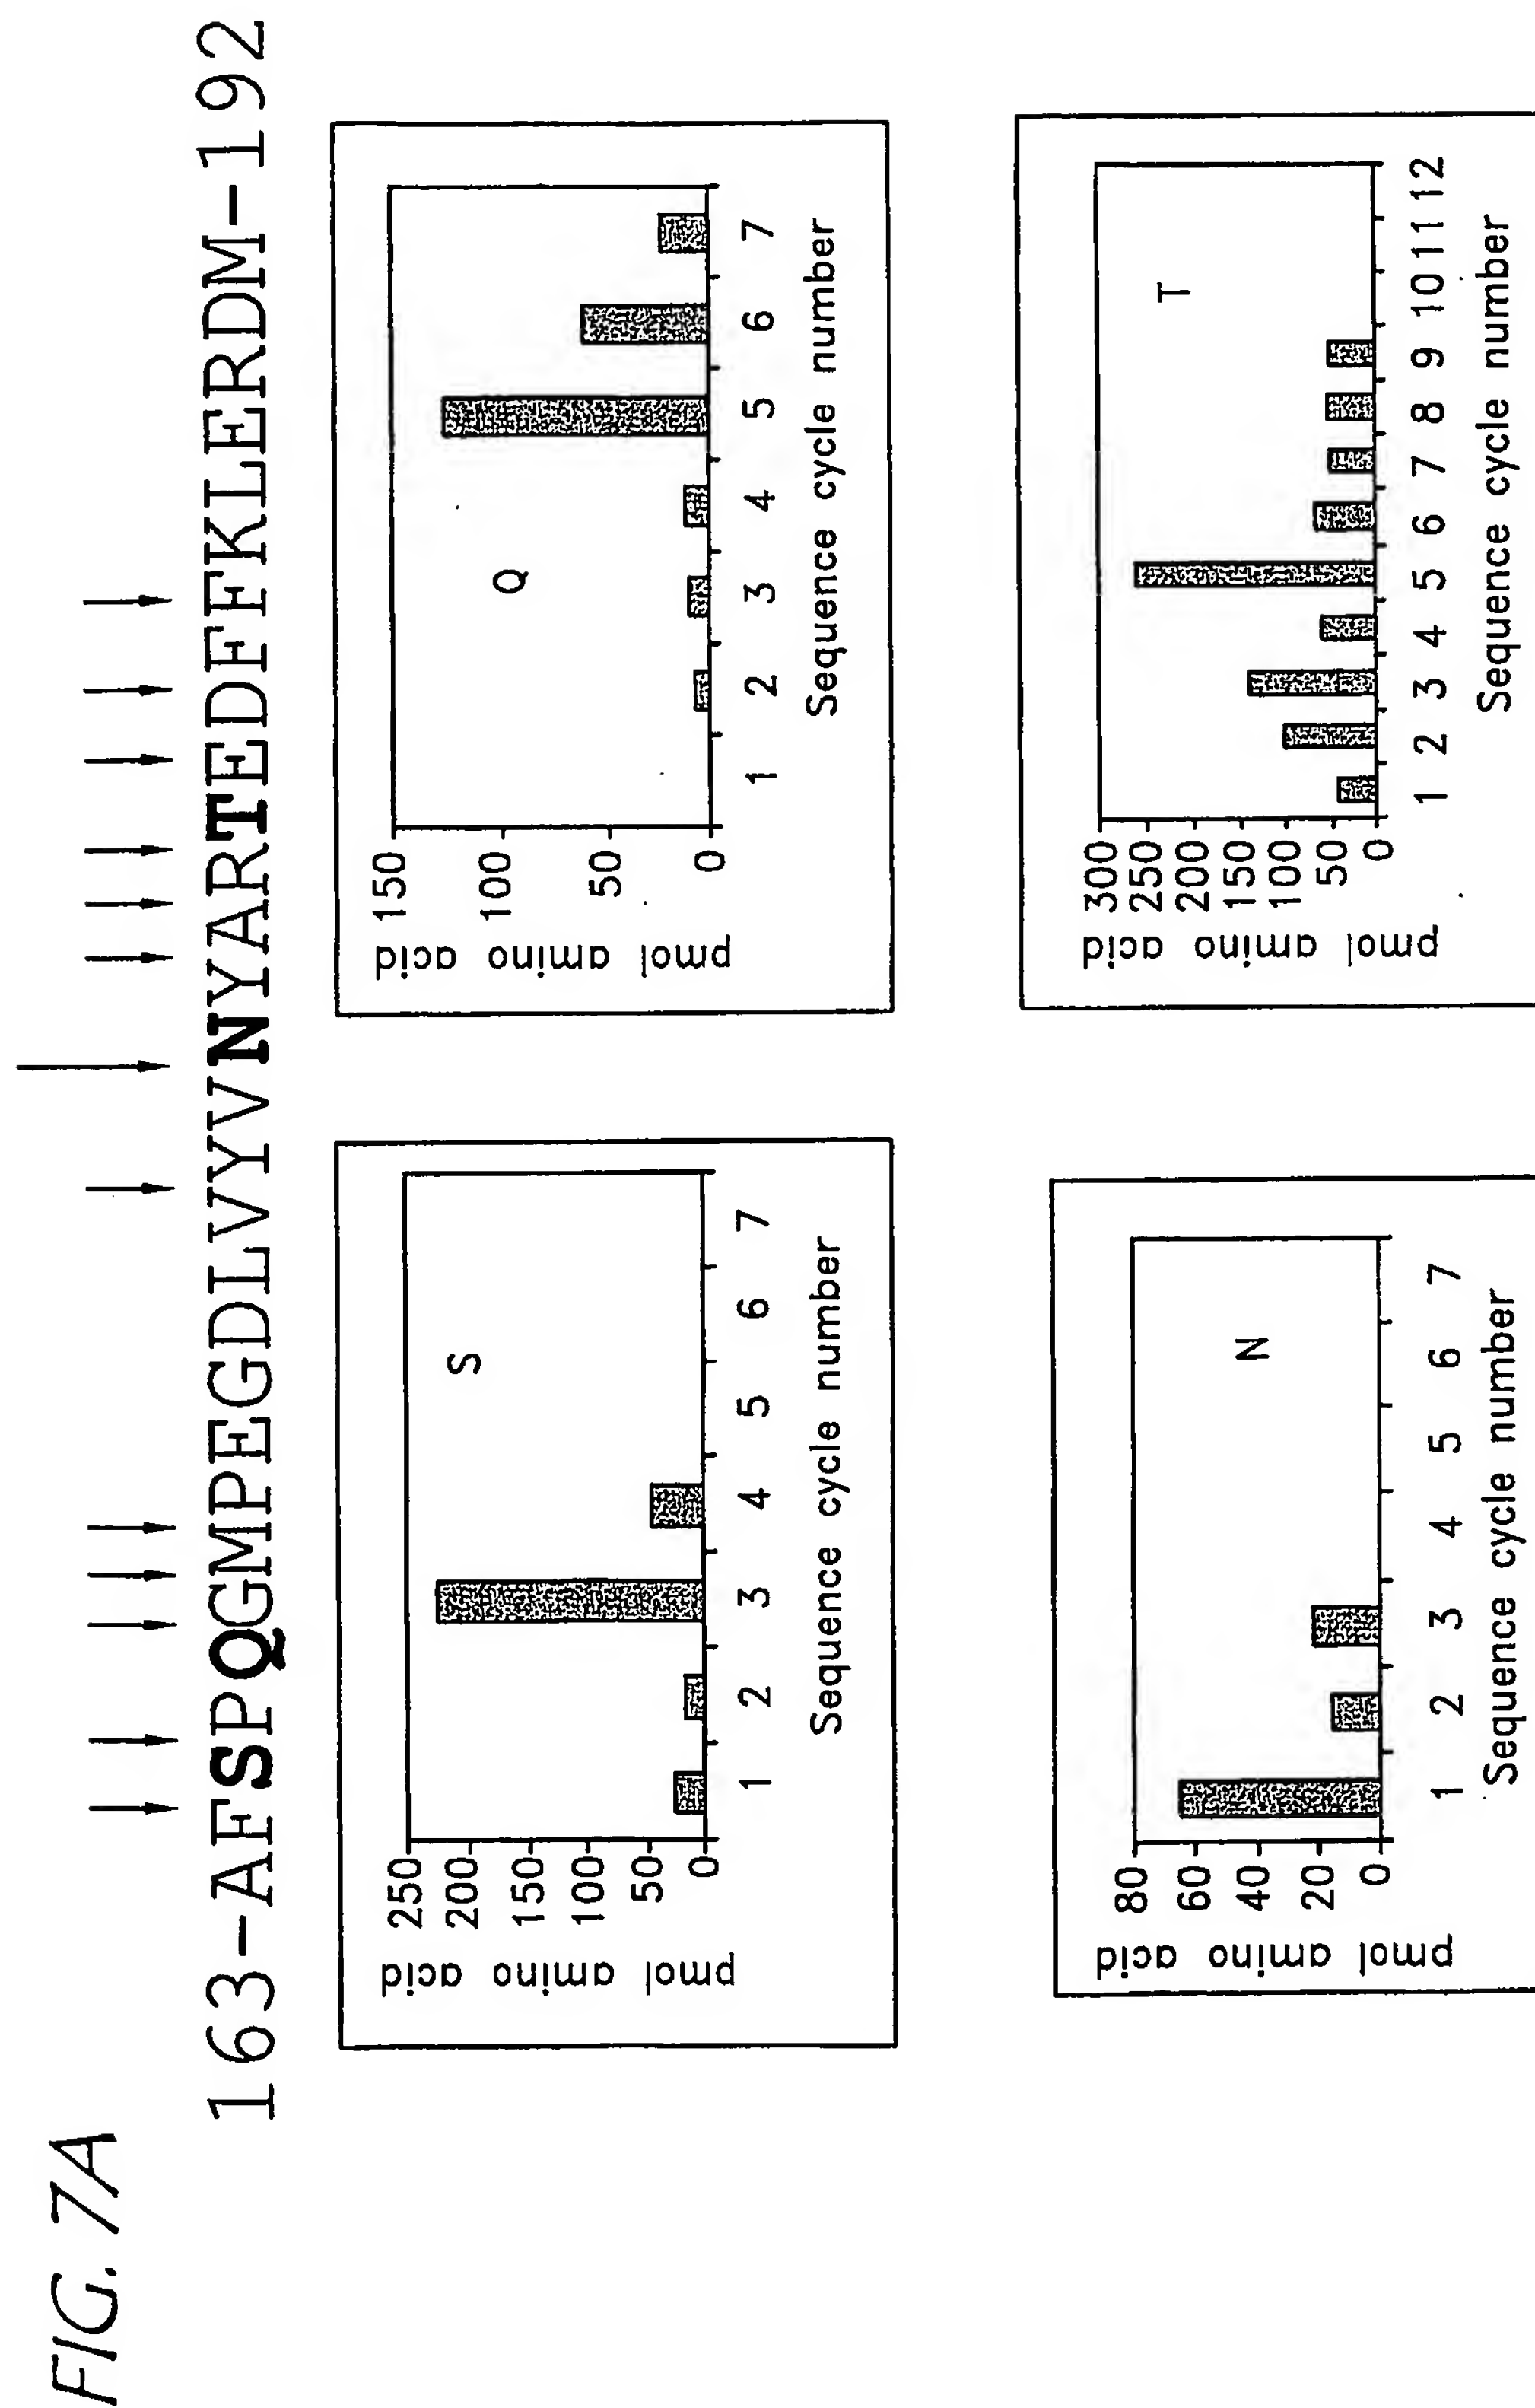 FIG. 7A
163-AFSPQGMPEGDLVYVNYARTEDFFKLERDM-192
pmol amino acid
250
200
150
100
50
0
S
1 2 3 4 5 6 7
Sequence cycle number
pmol amino acid
150
100
50
0
Q
1 2 3 4 5 6 7
Sequence cycle number
pmol amino acid
80
60
40
20
0
N
1 2 3 4 5 6 7
Sequence cycle number
pmol amino acid
300
250
200
150
100
50
0
T
1 2 3 4 5 6 7 8 9 10 11 12
Sequence cycle number